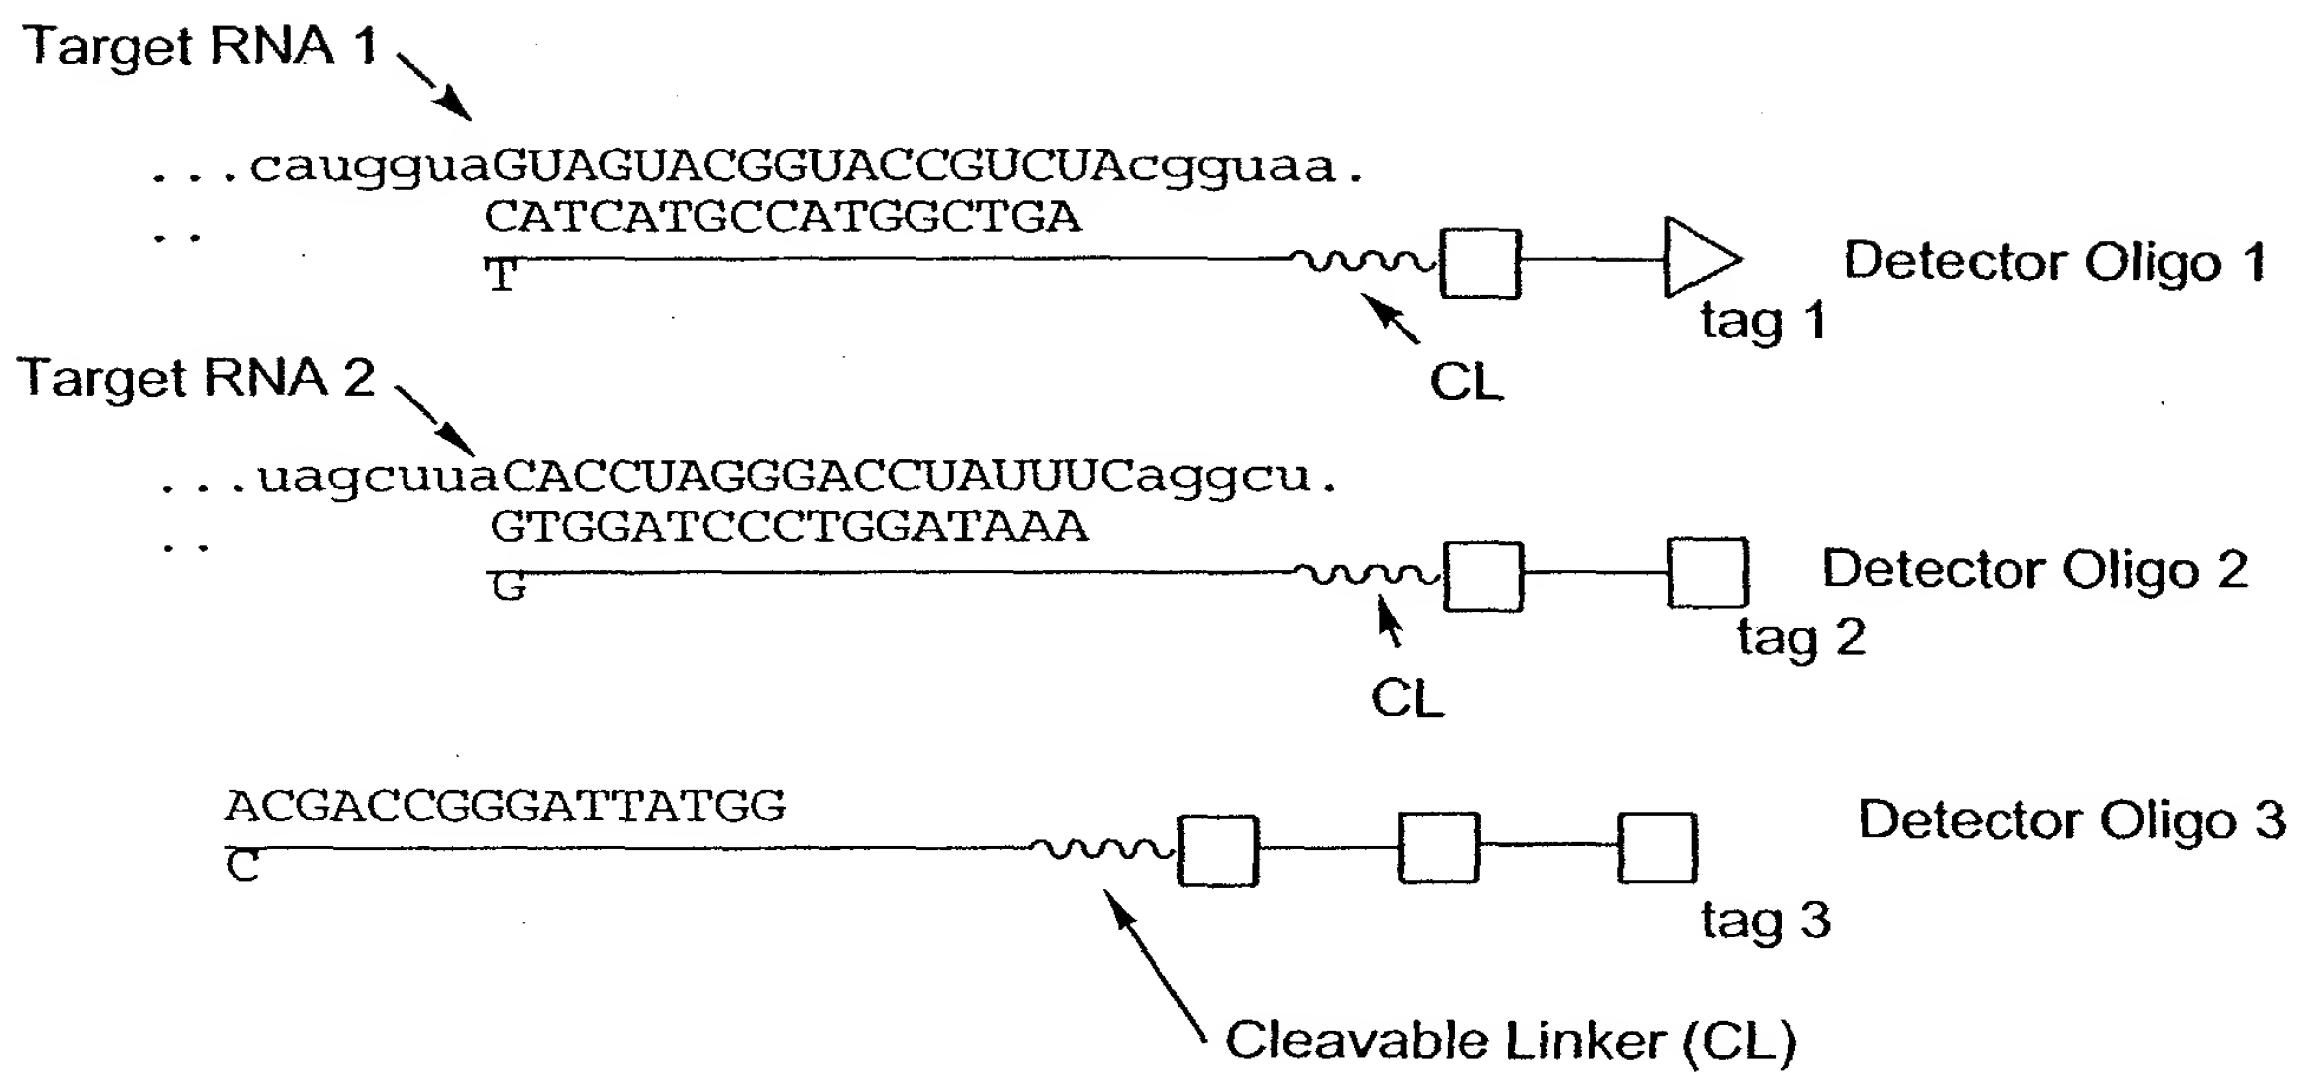 Target RNA 1
...caugguaGUAGUACGGUACCGUCUAcgguaa.
CATCATGCCATGGCTGA
..
T
Detector Oligo 1
tag 1
CL
Target RNA 2
...uagcuuaCACCUAGGGACCUAUUUCaggcu.
GTGGATCCCTGGATAAA
..
G
Detector Oligo 2
tag 2
CL
ACGACCGGGATTATGG
C
Detector Oligo 3
tag 3
Cleavable Linker (CL)